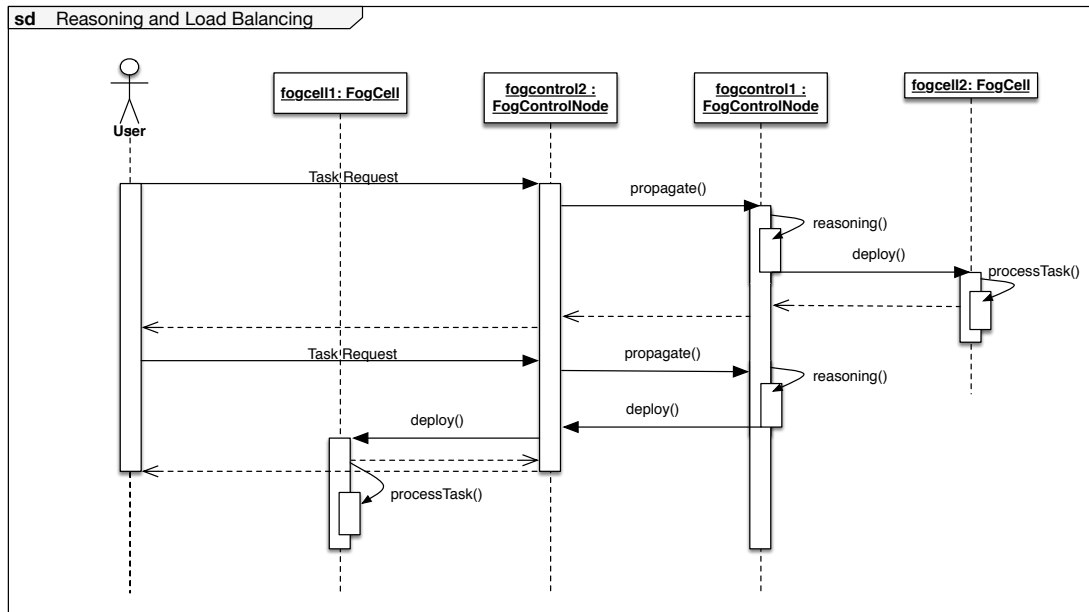 sd Reasoning and Load Balancing
User
fogcell1: FogCell
fogcontrol2 :
FogControlNode
fogcontrol1 :
FogControlNode
fogcell2: FogCell
Task Request
propagate()
reasoning()
deploy()
processTask()
Task Request
propagate()
reasoning()
deploy()
deploy()
processTask()